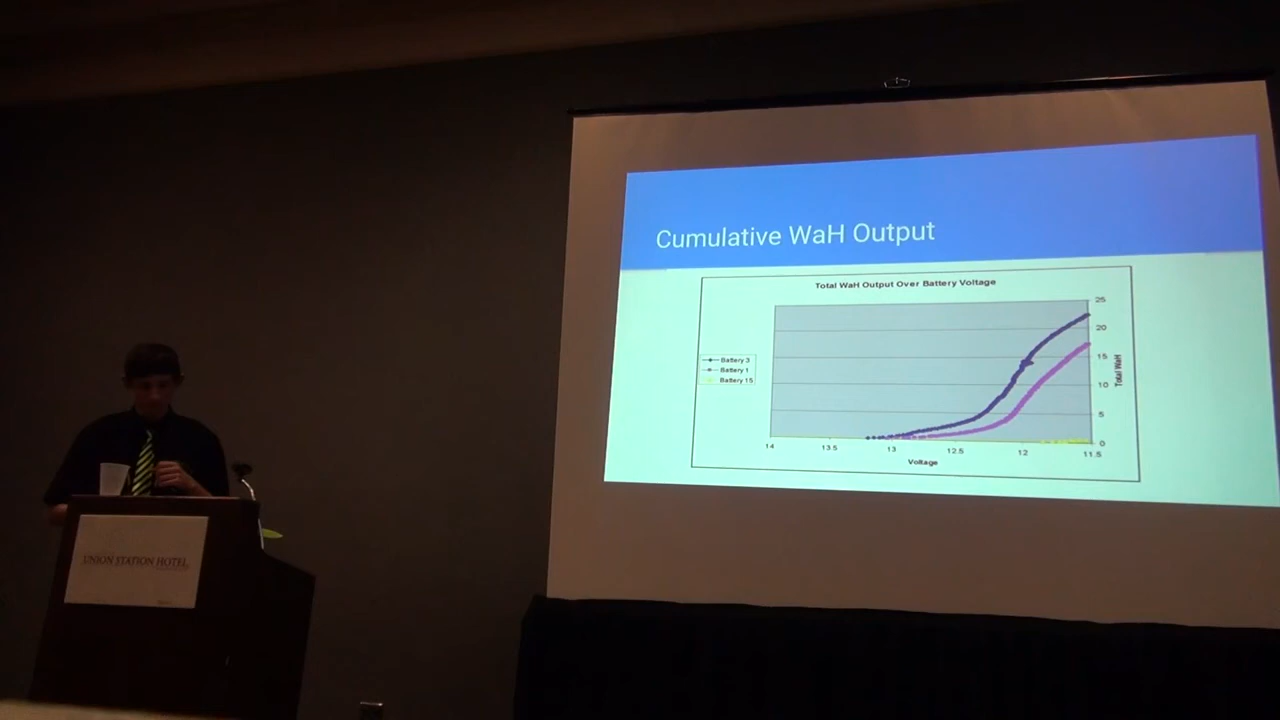 Cumulative WaH Output
Total WaH Output Over Battery Voltage
Battery 3
Battery 1
Battery 15
25
20
15
10
5
0
Total WaH
14
13.5
13
12.5
12
11.5
Voltage
UNION STATION HOTEL